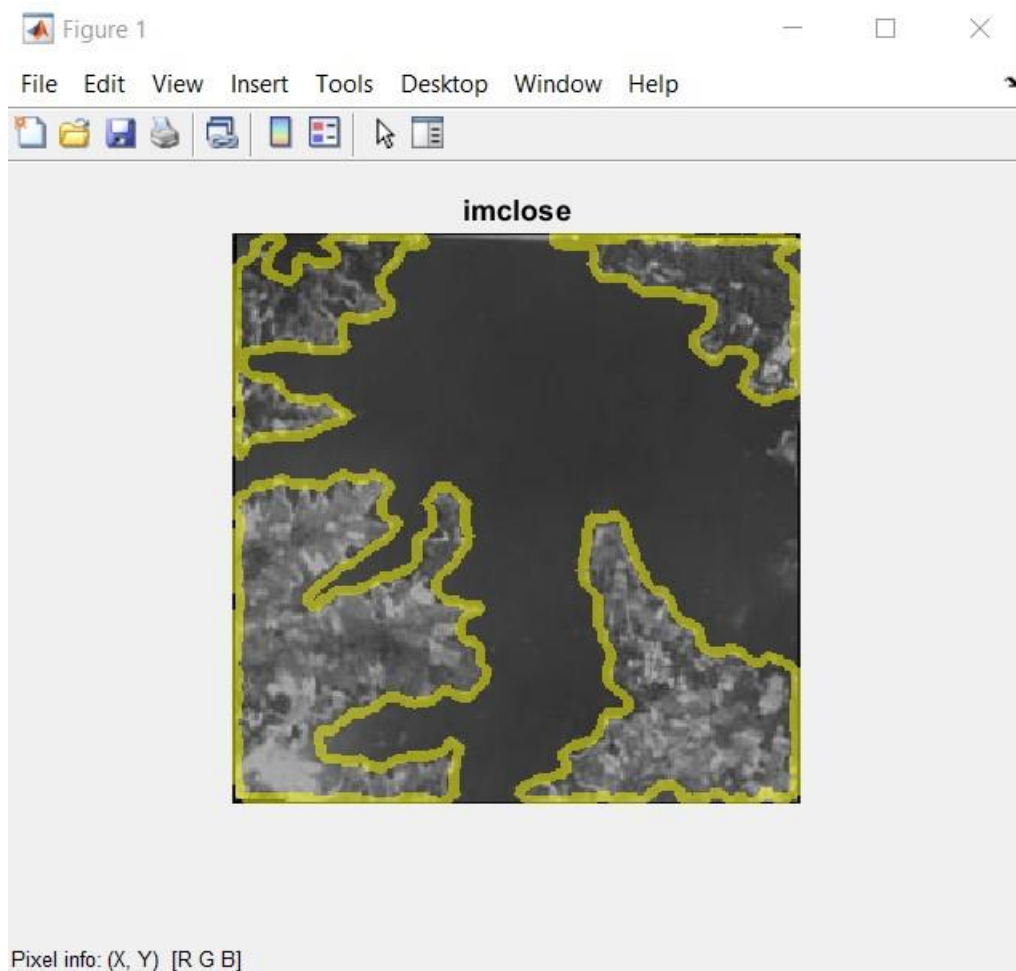 Figure 1
File Edit View Insert Tools Desktop Window Help
imclose
Pixel info: (X, Y) [R G B]